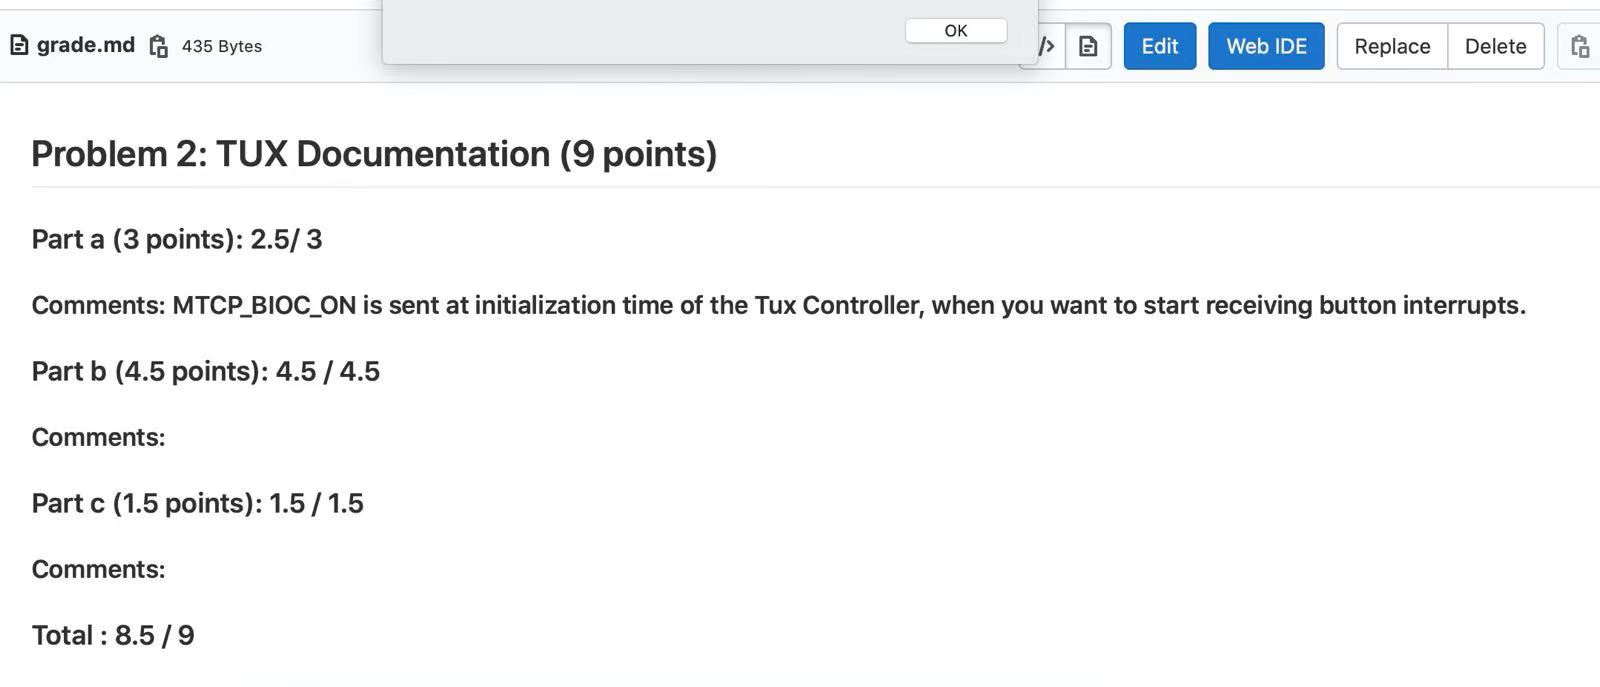 OK
grade.md 435 Bytes
/> Edit Web IDE Replace Delete
Problem 2: TUX Documentation (9 points)
Part a (3 points): 2.5/ 3
Comments: MTCP_BIOC_ON is sent at initialization time of the Tux Controller, when you want to start receiving button interrupts.
Part b (4.5 points): 4.5 / 4.5
Comments:
Part c (1.5 points): 1.5 / 1.5
Comments:
Total : 8.5 / 9